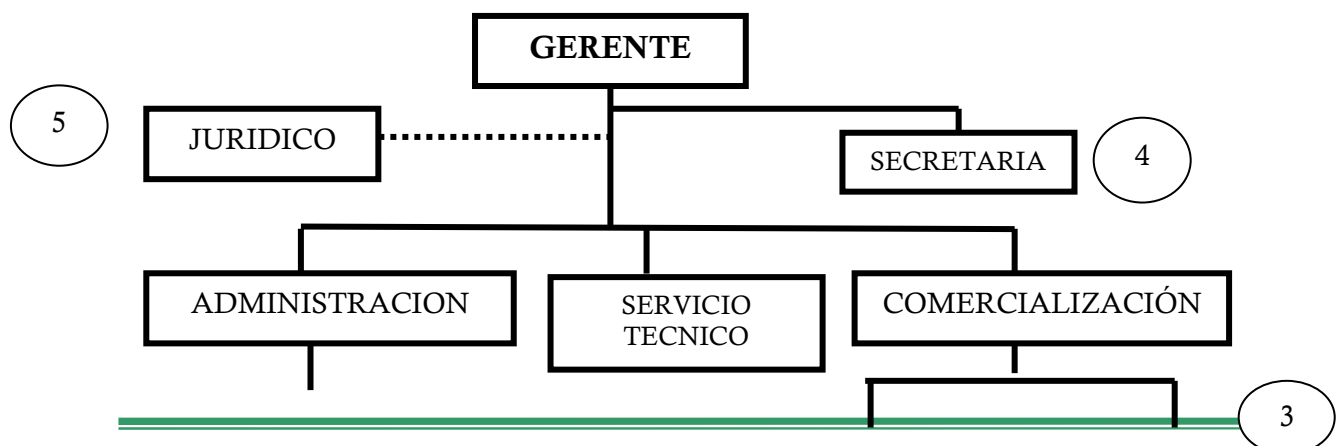 GERENTE
5
JURIDICO
SECRETARIA
4
ADMINISTRACION
SERVICIO
TECNICO
COMERCIALIZACIÓN
3